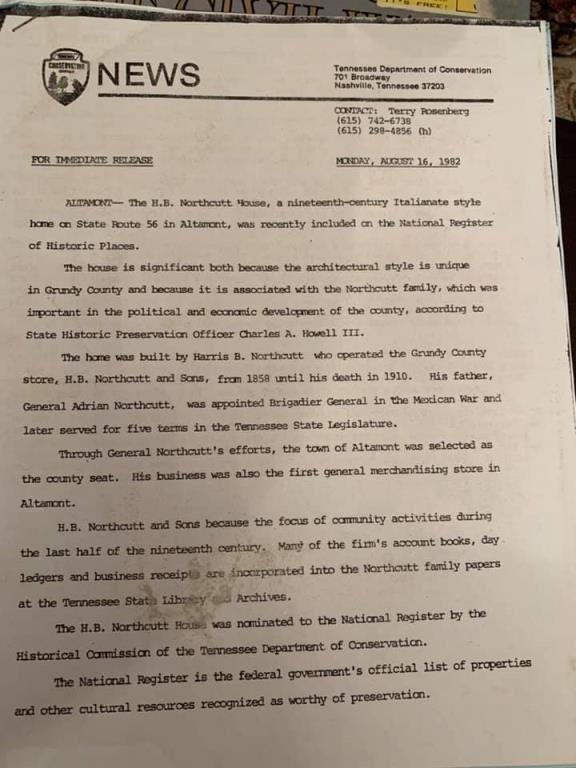 IT'S FREE!
CONSERVATION
NEWS
Tennessee Department of Conservation
701 Broadway
Nashville, Tennessee 37203
CONTACT: Terry Rosenberg
(615) 742-6738
(615) 298-4856 (h)
FOR IMMEDIATE RELEASE
MONDAY, AUGUST 16, 1982
ALTAMONT— The H.B. Northcutt House, a nineteenth-century Italianate style
home on State Route 56 in Altamont, was recently included on the National Register
of Historic Places.
The house is significant both because the architectural style is unique
in Grundy County and because it is associated with the Northcutt family, which was
important in the political and economic development of the county, according to
State Historic Preservation Officer Charles A. Howell III.
The home was built by Harris B. Northcutt who operated the Grundy County
store, H.B. Northcutt and Sons, from 1858 until his death in 1910. His father,
General Adrian Northcutt, was appointed Brigadier General in the Mexican War and
later served for five terms in the Tennessee State Legislature.
Through General Northcutt's efforts, the town of Altamont was selected as
the county seat. His business was also the first general merchandising store in
Altamont.
H.B. Northcutt and Sons because the focus of community activities during
the last half of the nineteenth century. Many of the firm's account books, day
ledgers and business receipts are incorporated into the Northcutt family papers
at the Tennessee State Library and Archives.
The H.B. Northcutt House was nominated to the National Register by the
Historical Commission of the Tennessee Department of Conservation.
The National Register is the federal government's official list of properties
and other cultural resources recognized as worthy of preservation.